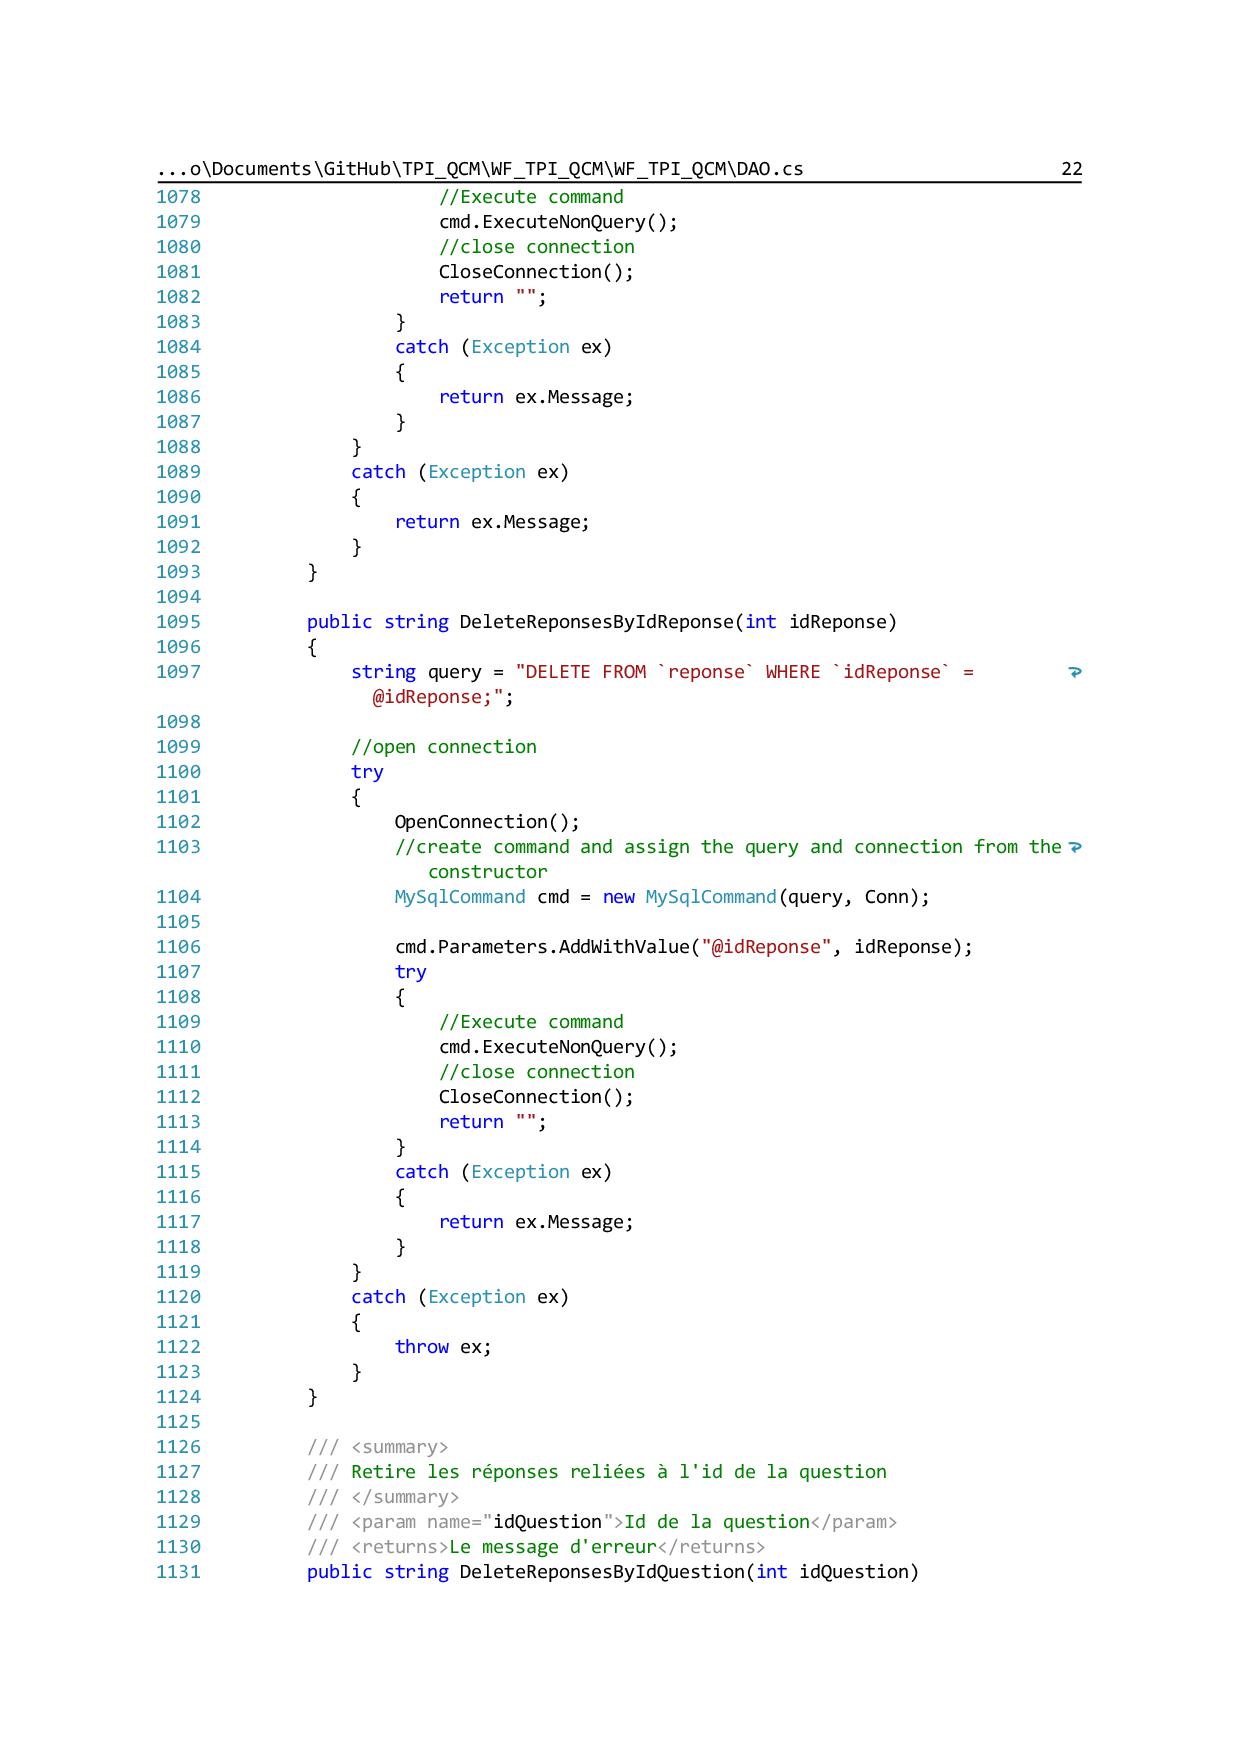 ...o\Documents\GitHub\TPI_QCM\WF_TPI_QCM\WF_TPI_QCM\DAO.cs 22
1078 //Execute command
1079 cmd.ExecuteNonQuery();
1080 //close connection
1081 CloseConnection();
1082 return "";
1083 }
1084 catch (Exception ex)
1085 {
1086 return ex.Message;
1087 }
1088 }
1089 catch (Exception ex)
1090 {
1091 return ex.Message;
1092 }
1093 }
1094
1095 public string DeleteReponsesByIdReponse(int idReponse)
1096 {
1097 string query = "DELETE FROM `reponse` WHERE `idReponse` =
@idReponse;";
1098
1099 //open connection
1100 try
1101 {
1102 OpenConnection();
1103 //create command and assign the query and connection from the
constructor
1104 MySqlCommand cmd = new MySqlCommand(query, Conn);
1105
1106 cmd.Parameters.AddWithValue("@idReponse", idReponse);
1107 try
1108 {
1109 //Execute command
1110 cmd.ExecuteNonQuery();
1111 //close connection
1112 CloseConnection();
1113 return "";
1114 }
1115 catch (Exception ex)
1116 {
1117 return ex.Message;
1118 }
1119 }
1120 catch (Exception ex)
1121 {
1122 throw ex;
1123 }
1124 }
1125
1126 /// <summary>
1127 /// Retire les réponses reliées à l'id de la question
1128 /// </summary>
1129 /// <param name="idQuestion">Id de la question</param>
1130 /// <returns>Le message d'erreur</returns>
1131 public string DeleteReponsesByIdQuestion(int idQuestion)